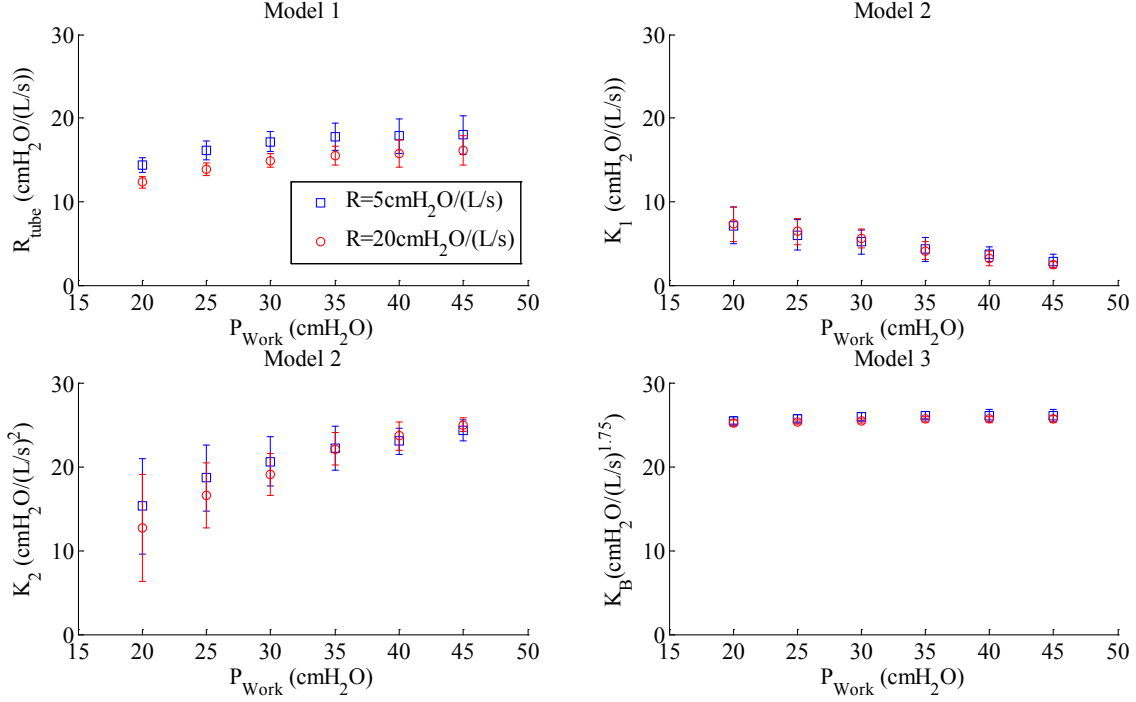 Model 1
30
20
10
0
R_tube (cmH₂O/(L/s))
15 20 25 30 35 40 45 50
P_Work (cmH₂O)
R=5cmH₂O/(L/s)
R=20cmH₂O/(L/s)
Model 2
30
20
10
0
K₁ (cmH₂O/(L/s))
15 20 25 30 35 40 45 50
P_Work (cmH₂O)
Model 2
30
20
10
0
K₂ (cmH₂O/(L/s)²)
15 20 25 30 35 40 45 50
P_Work (cmH₂O)
Model 3
30
20
10
0
K_B(cmH₂O/(L/s)^1.75)
15 20 25 30 35 40 45 50
P_Work (cmH₂O)